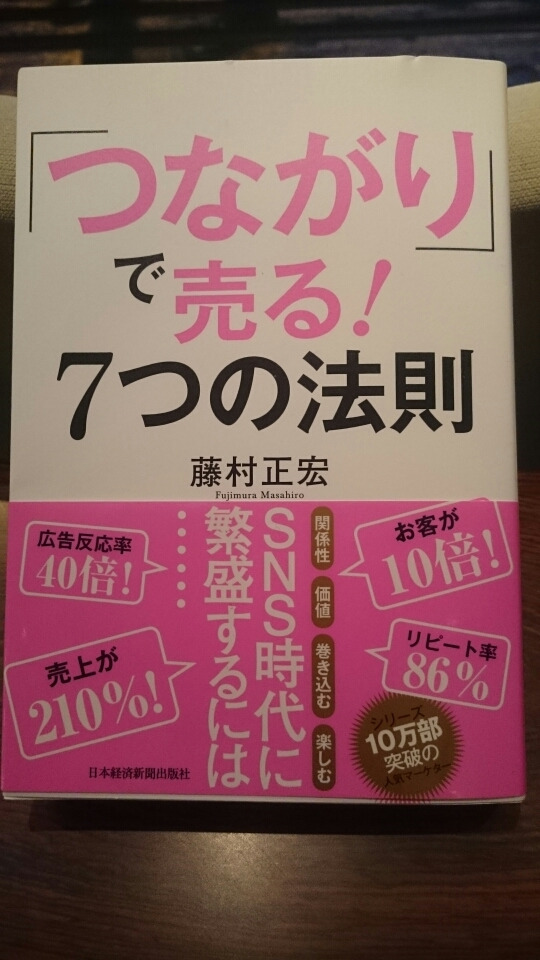 「つながり」
で売る!
7つの法則
藤村正宏
Fujimura Masahiro
お客が
10倍!
リピート率
86%
関係性
価値
巻き込む
楽しむ
SNS時代に
繁盛するには
……
広告反応率
40倍!
売上が
210%!
シリーズ
10万部
突破の
人気マーケター
日本経済新聞出版社